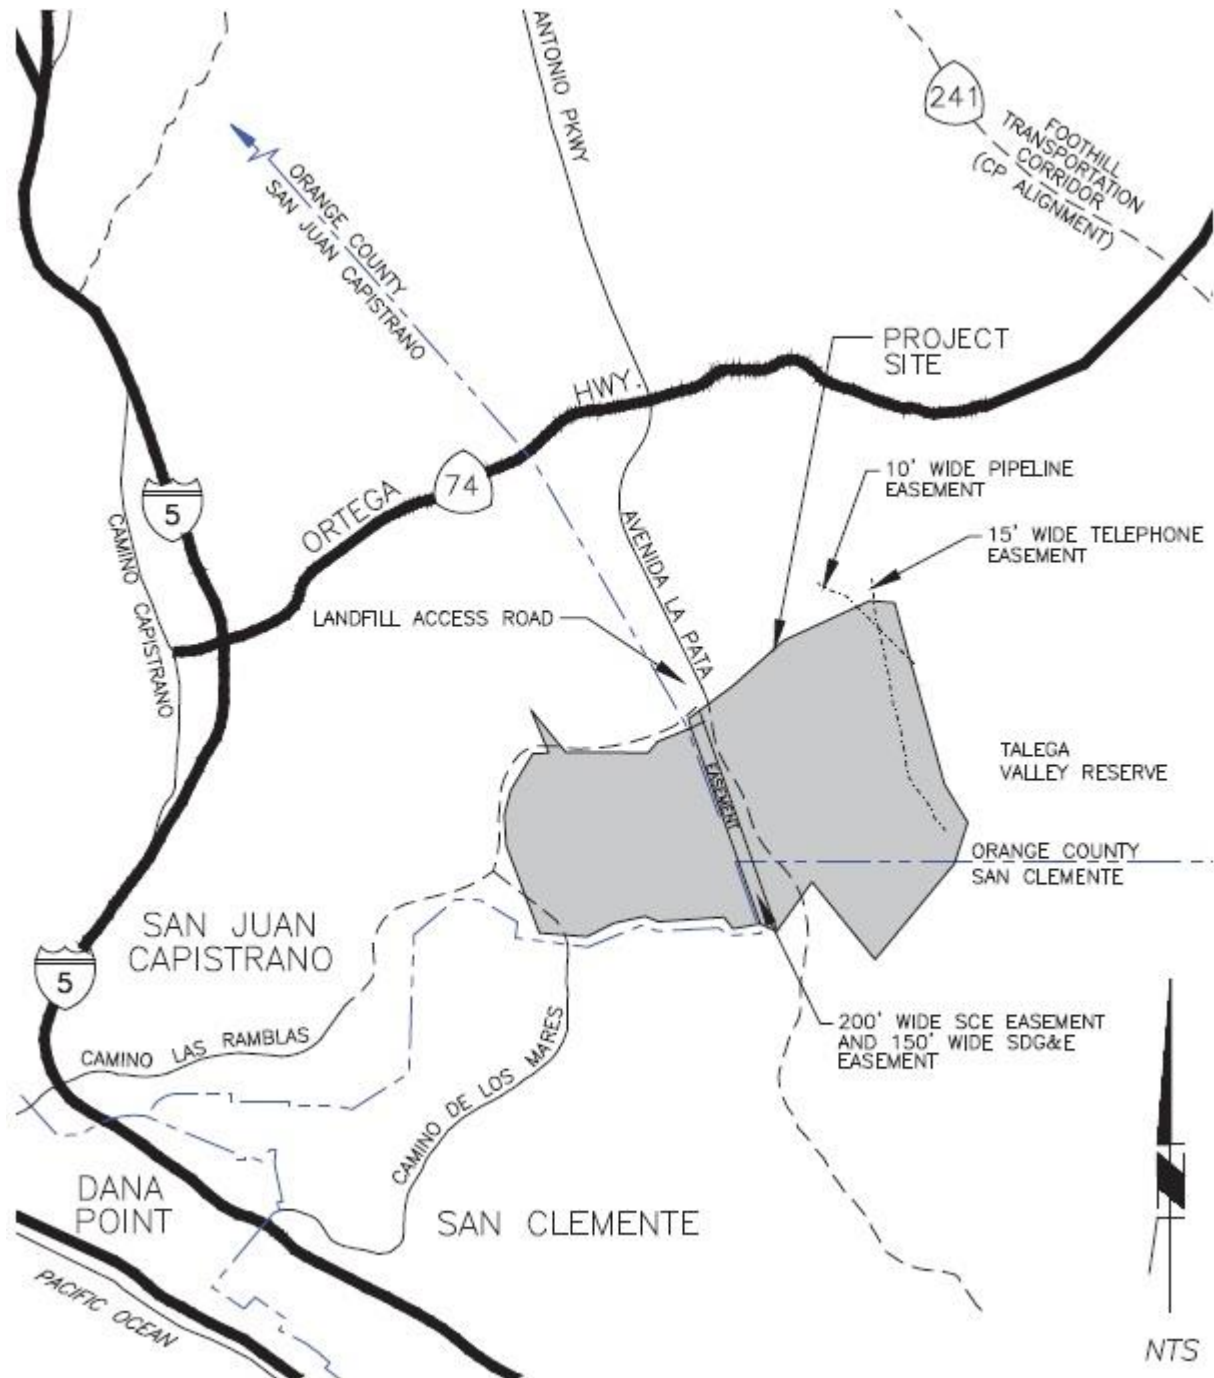 ANTONIO PKWY
241
FOOTHILL
TRANSPORTATION
CORRIDOR
(CP ALIGNMENT)
ORANGE COUNTY
SAN JUAN CAPISTRANO
PROJECT
SITE
HWY.
74
ORTEGA
5
10' WIDE PIPELINE
EASEMENT
15' WIDE TELEPHONE
EASEMENT
CAMINO CAPISTRANO
AVENIDA LA PATA
LANDFILL ACCESS ROAD
EASEMENT
TALEGA
VALLEY RESERVE
ORANGE COUNTY
SAN CLEMENTE
SAN JUAN
CAPISTRANO
5
200' WIDE SCE EASEMENT
AND 150' WIDE SDG&E
EASEMENT
CAMINO LAS RAMBLAS
CAMINO DE LOS MARES
DANA
POINT
SAN CLEMENTE
PACIFIC OCEAN
NTS